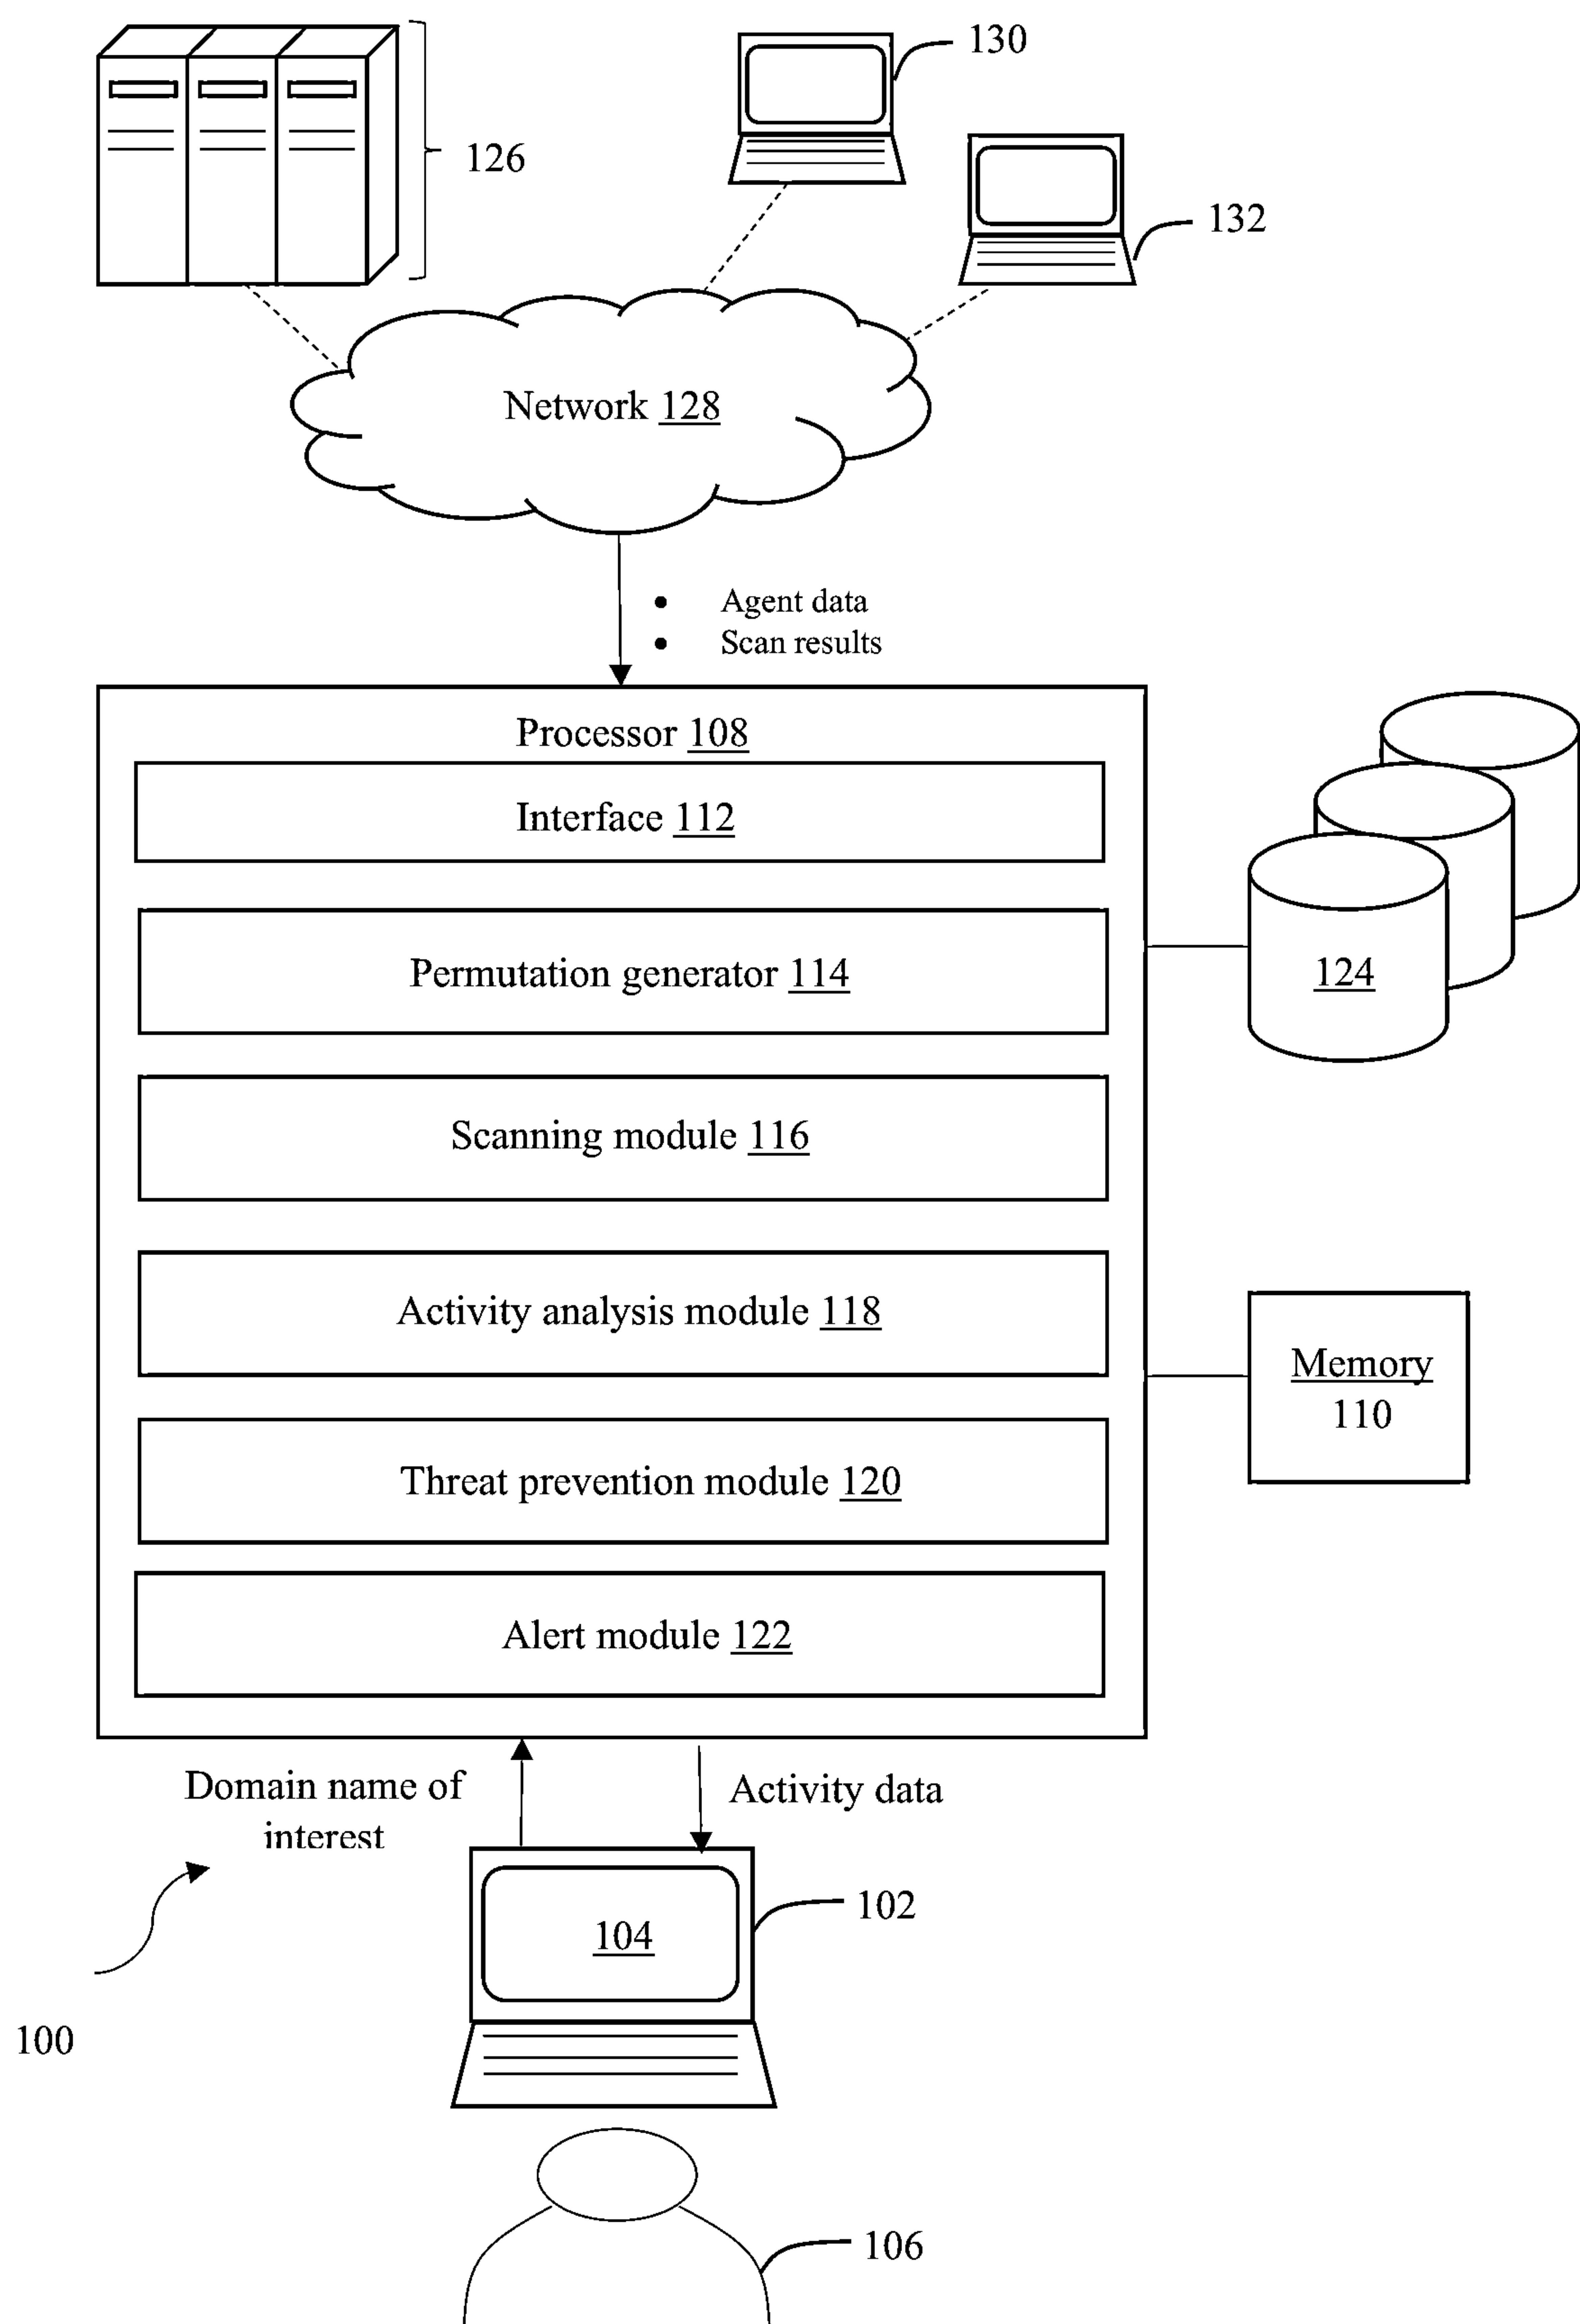 130
126
132
Network 128
• Agent data
• Scan results
Processor 108
Interface 112
Permutation generator 114
124
Scanning module 116
Activity analysis module 118
Memory
110
Threat prevention module 120
Alert module 122
Domain name of
interest
Activity data
102
104
100
106